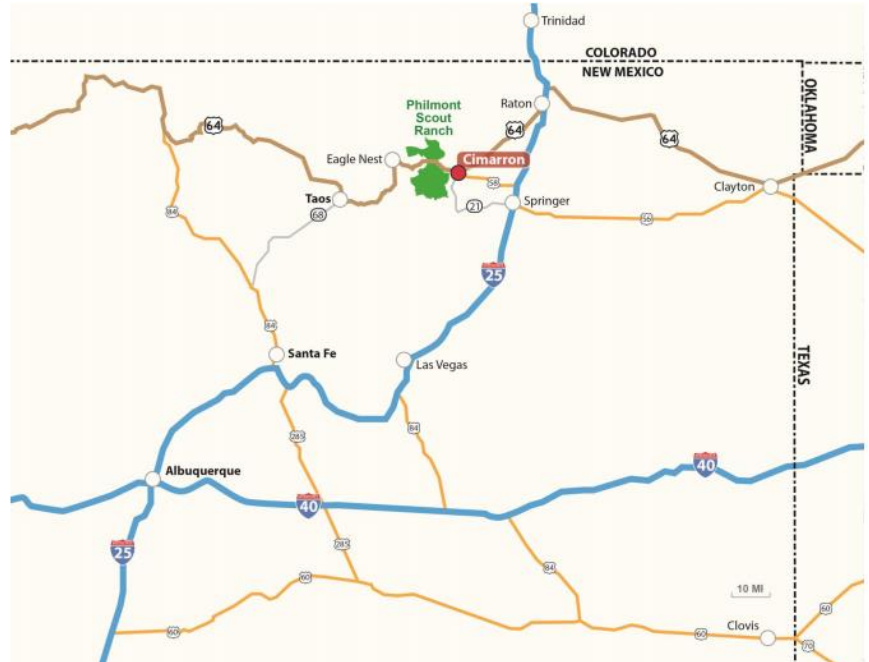 Trinidad
COLORADO
NEW MEXICO
OKLAHOMA
Raton
Philmont
Scout
Ranch
64
64
64
Eagle Nest
Cimarron
58
Clayton
Taos
68
21
Springer
84
56
25
84
Santa Fe
Las Vegas
TEXAS
84
285
Albuquerque
40
40
25
285
84
10 MI
60
60
Clovis
60
60
70